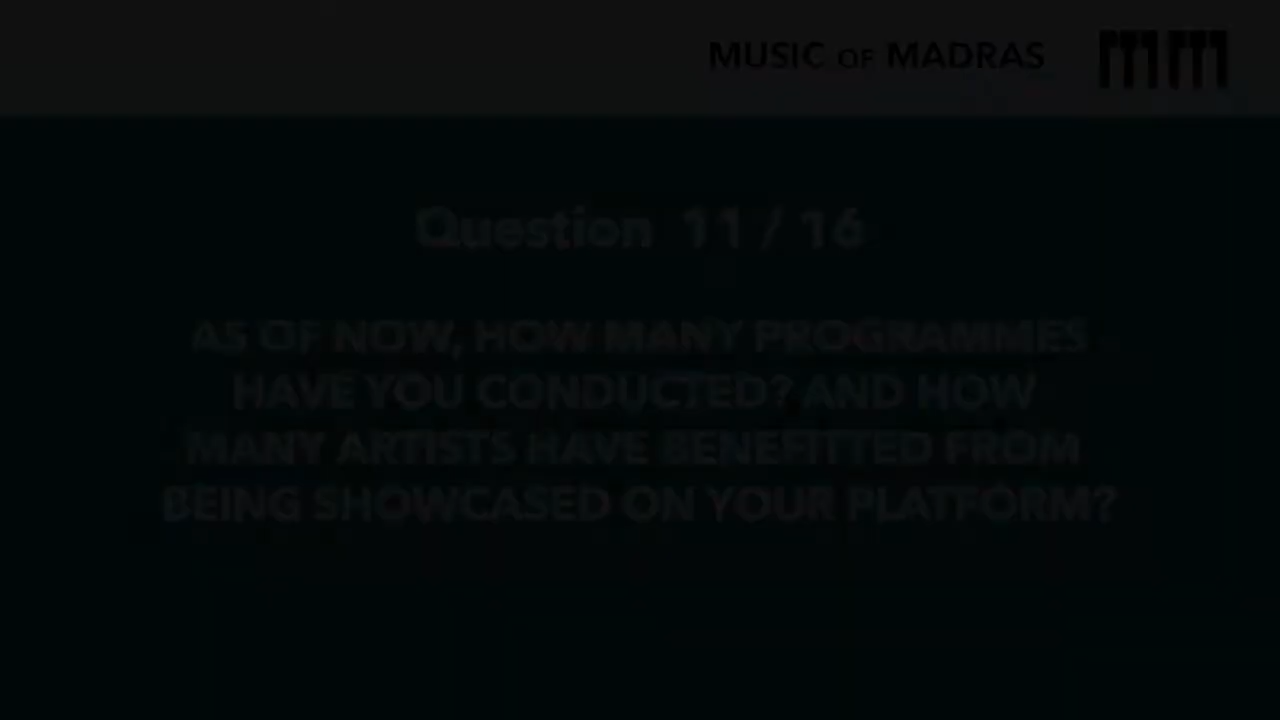 MUSIC OF MADRAS
Question 11 / 16
AS OF NOW, HOW MANY PROGRAMMES
HAVE YOU CONDUCTED? AND HOW
MANY ARTISTS HAVE BENEFITTED FROM
BEING SHOWCASED ON YOUR PLATFORM?